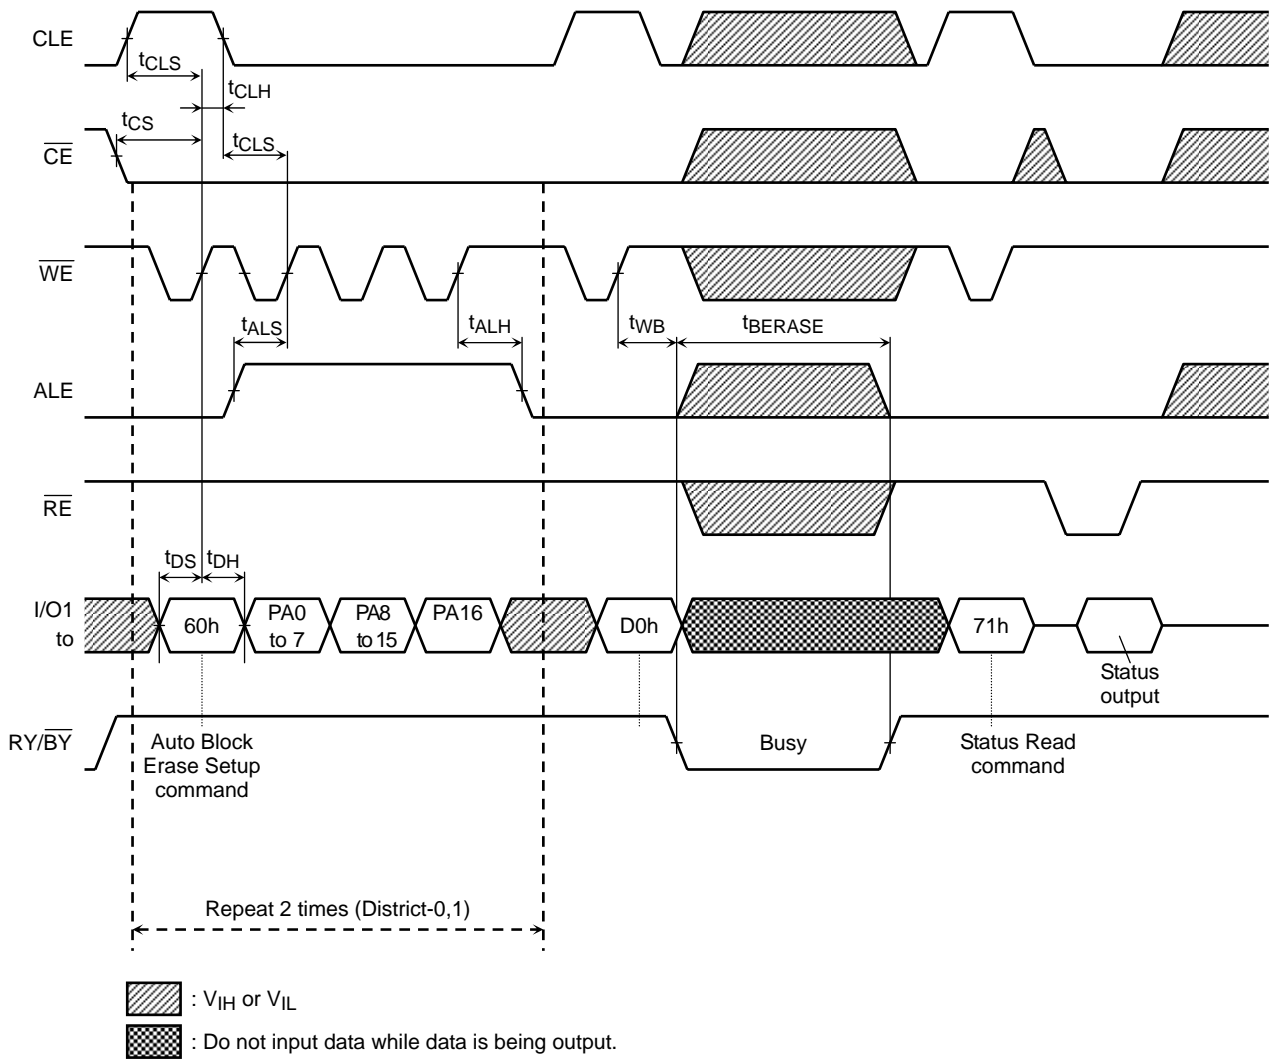 CLE
tCLS
tCLH
tCS
CE
tCLS
WE
tALS
tALH
tWB
tBERASE
ALE
RE
tDS
tDH
I/O1
to
60h
PA0
to 7
PA8
to 15
PA16
D0h
71h
Status
output
RY/BY
Auto Block
Erase Setup
command
Busy
Status Read
command
Repeat 2 times (District-0,1)
: VIH or VIL
: Do not input data while data is being output.